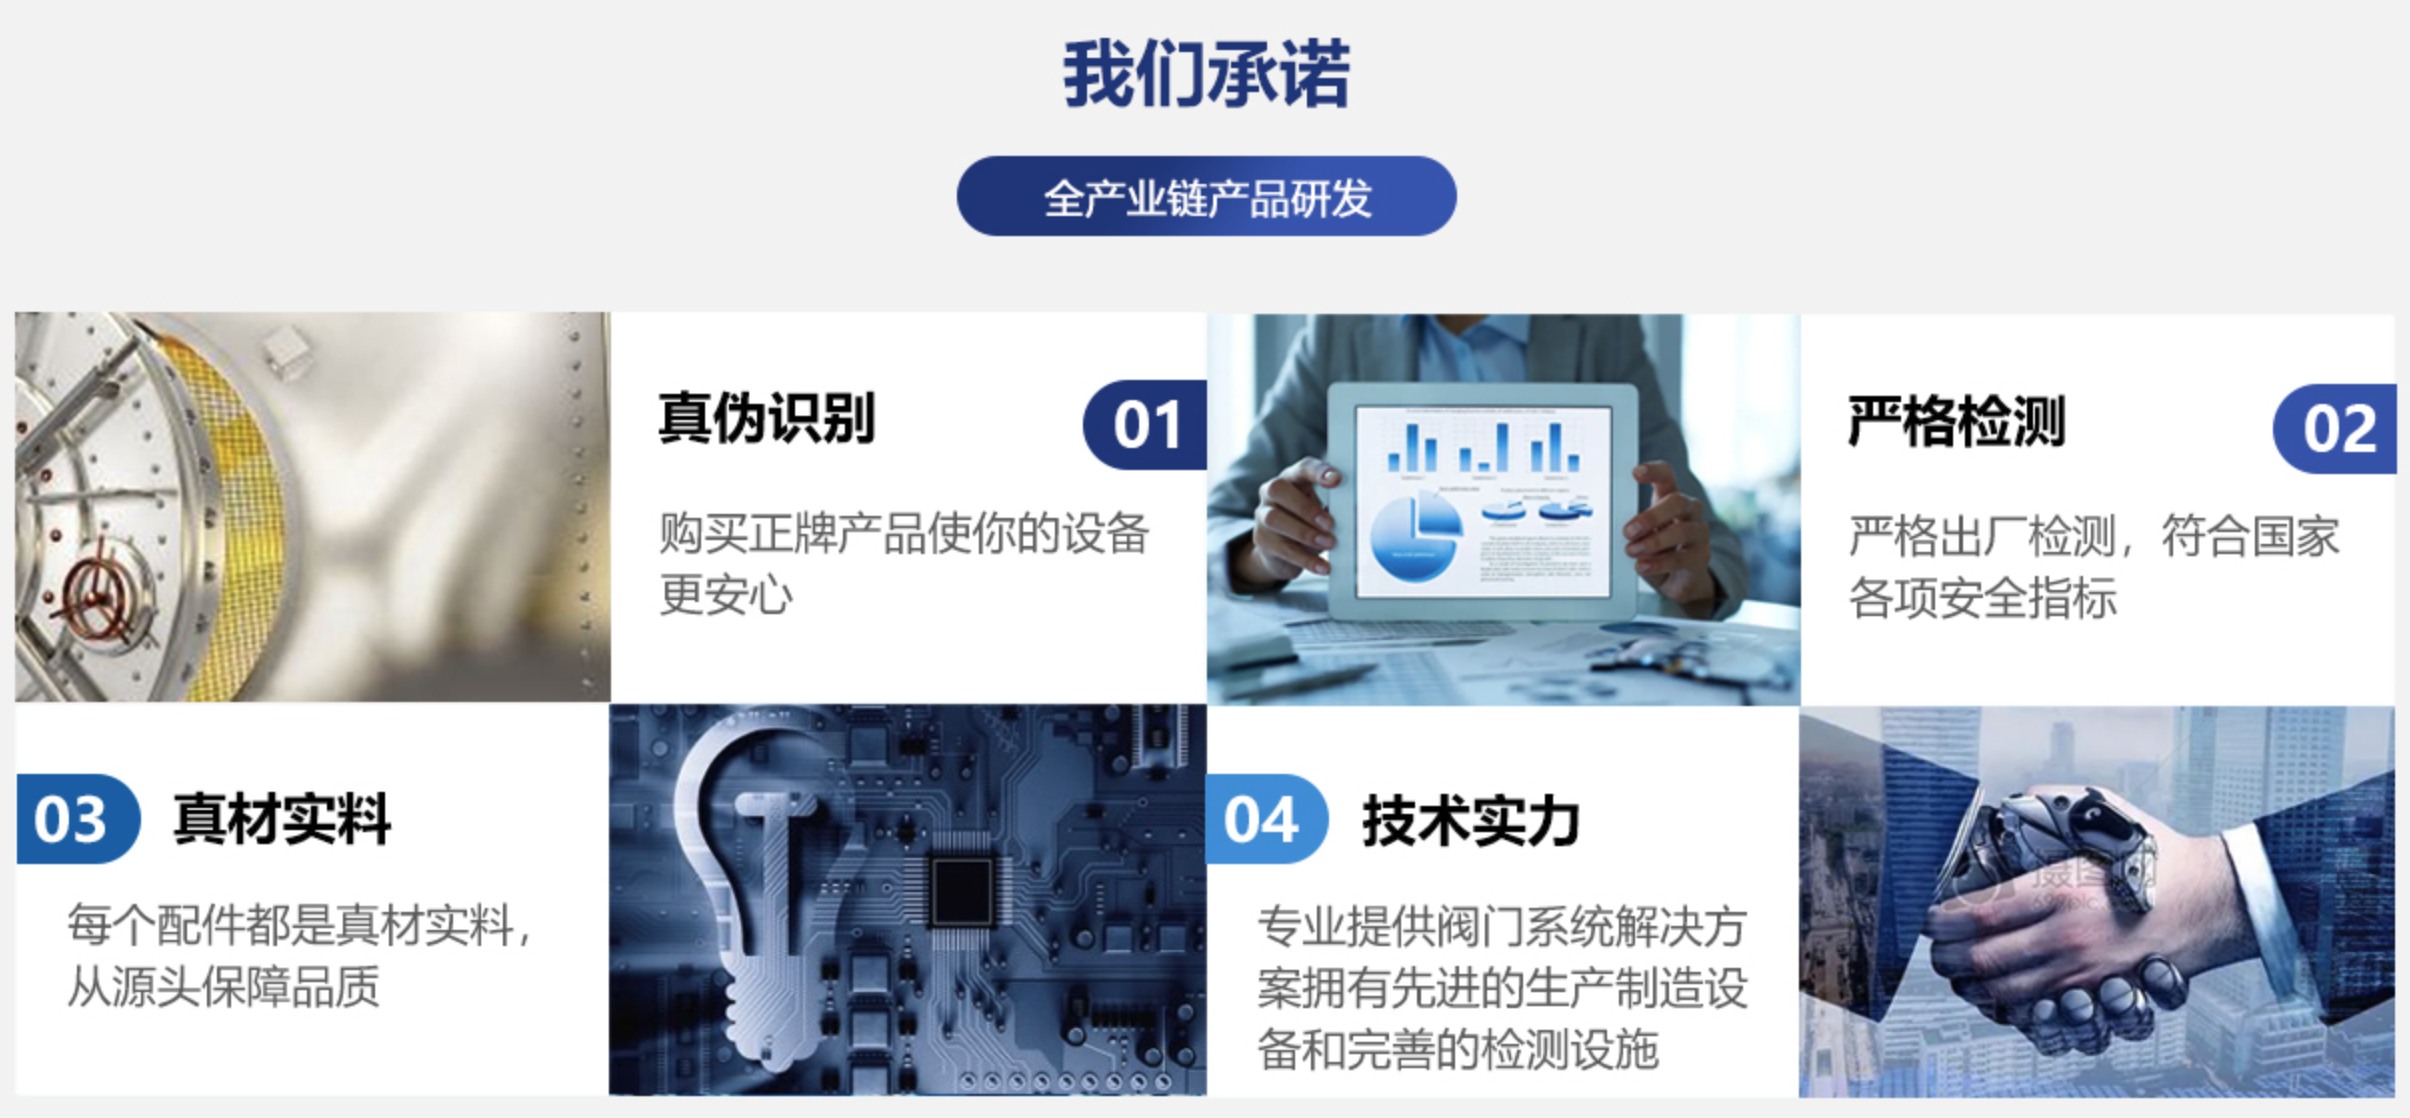 我们承诺
全产业链产品研发
真伪识别
01
购买正牌产品使你的设备
更安心
严格检测
02
严格出厂检测，符合国家
各项安全指标
03
真材实料
每个配件都是真材实料，
从源头保障品质
04
技术实力
专业提供阀门系统解决方
案拥有先进的生产制造设
备和完善的检测设施